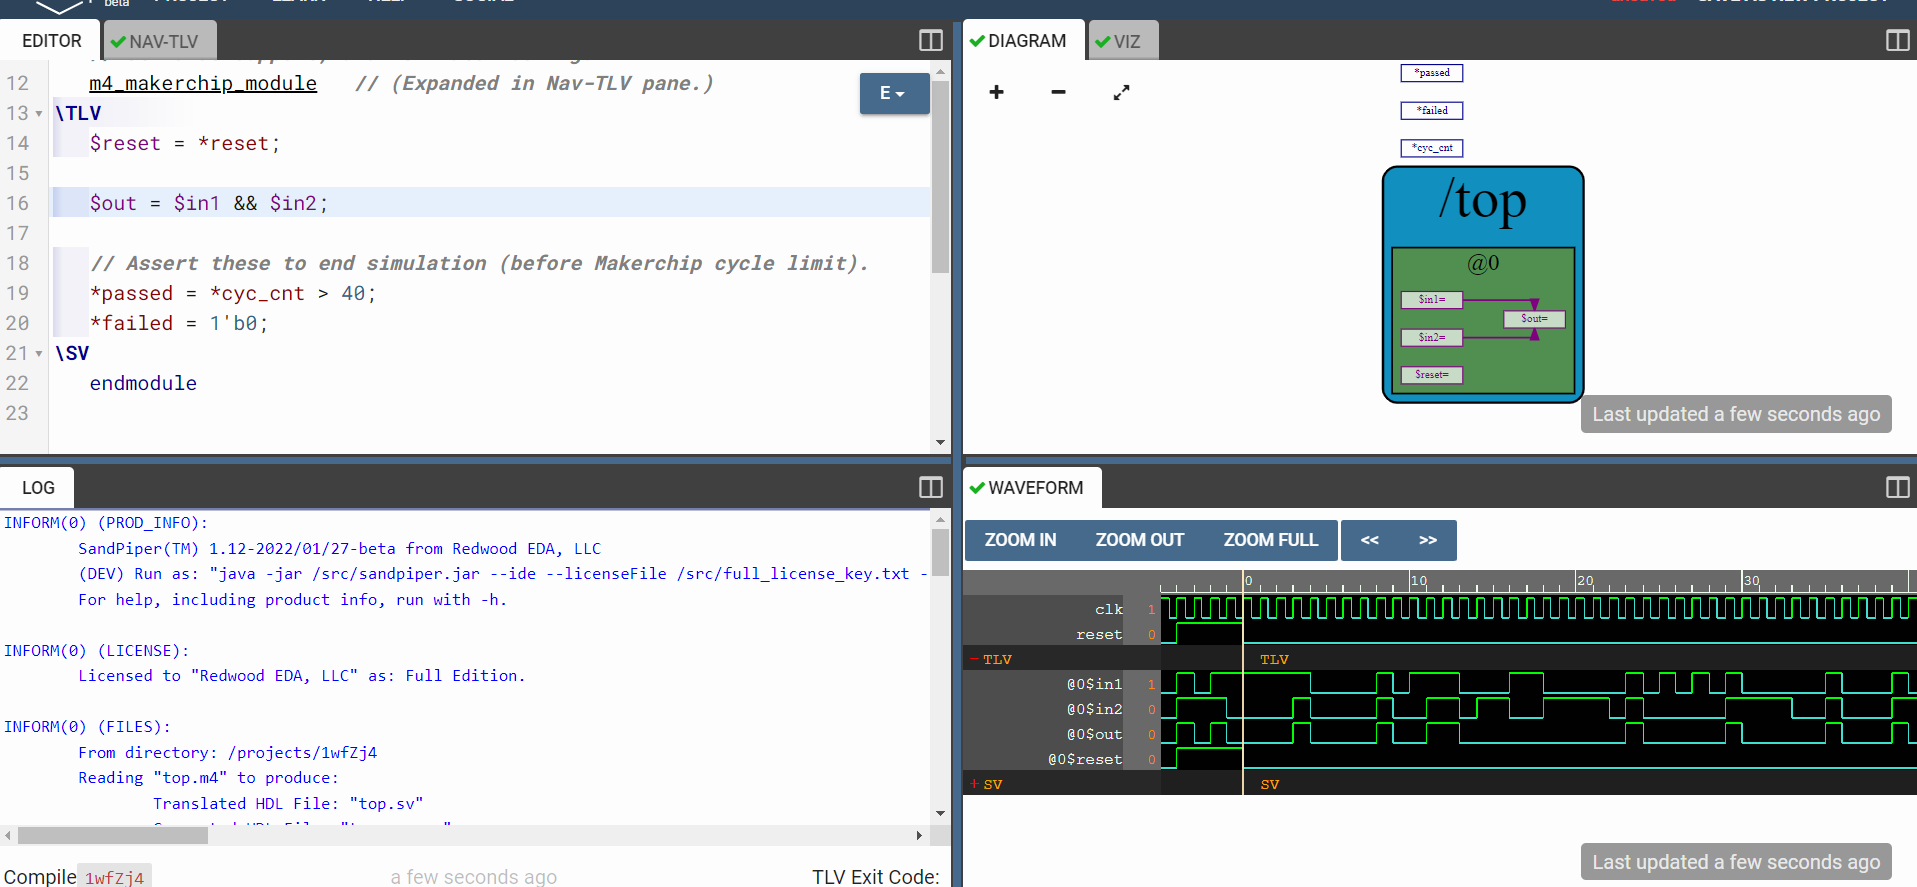 beta
EDITOR
NAV-TLV
12 m4_makerchip_module // (Expanded in Nav-TLV pane.)
E
13 \TLV
14 $reset = *reset;
15
16 $out = $in1 && $in2;
17
18 // Assert these to end simulation (before Makerchip cycle limit).
19 *passed = *cyc_cnt > 40;
20 *failed = 1'b0;
21 \SV
22 endmodule
23
DIAGRAM
VIZ
*passed
*failed
*cyc_cnt
/top
@0
$in1=
$out=
$in2=
$reset=
Last updated a few seconds ago
LOG
INFORM(0) (PROD_INFO):
SandPiper(TM) 1.12-2022/01/27-beta from Redwood EDA, LLC
(DEV) Run as: "java -jar /src/sandpiper.jar --ide --licenseFile /src/full_license_key.txt -
For help, including product info, run with -h.
INFORM(0) (LICENSE):
Licensed to "Redwood EDA, LLC" as: Full Edition.
INFORM(0) (FILES):
From directory: /projects/1wfZj4
Reading "top.m4" to produce:
Translated HDL File: "top.sv"
Compile 1wfZj4 a few seconds ago TLV Exit Code:
WAVEFORM
ZOOM IN ZOOM OUT ZOOM FULL << >>
0 10 20 30
clk 1
reset 0
- TLV TLV
@0$in1 1
@0$in2 0
@0$out 0
@0$reset 0
+ SV SV
Last updated a few seconds ago